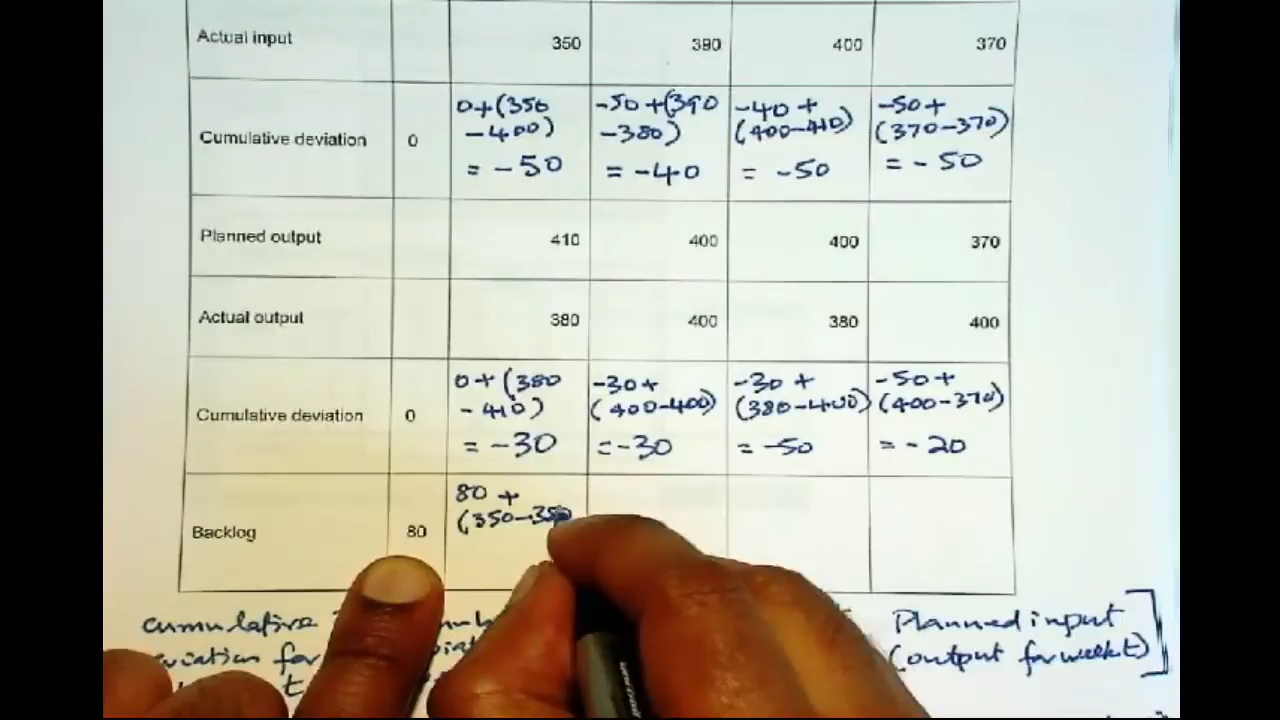 Actual input 350 390 400 370
Cumulative deviation 0
0+(350 -50+(390 -40+ -50+
-400) -380) (400-410) (370-370)
= -50 = -40 = -50 = -50
Planned output 410 400 400 370
Actual output 380 400 380 400
Cumulative deviation 0
0+(380 -30+ -30+ -50+
-410) (400-400) (380-400) (400-370)
= -30 =-30 = -50 = -20
Backlog 80
80 +
(350-380
cumulative Planned input
for (output for week t)
t